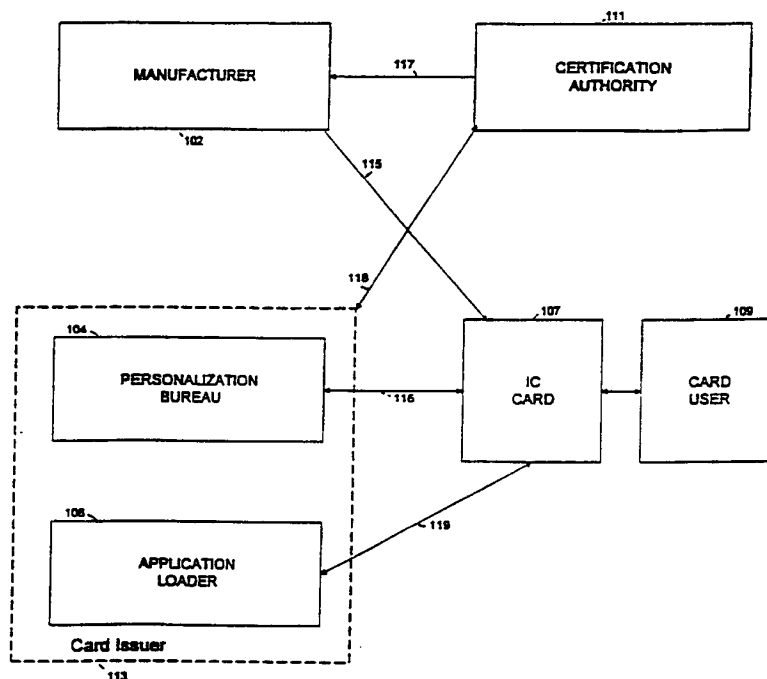 111
MANUFACTURER
117
CERTIFICATION
AUTHORITY
102
115
118
104
107
109
PERSONALIZATION
BUREAU
116
IC
CARD
CARD
USER
108
119
APPLICATION
LOADER
Card Issuer
113